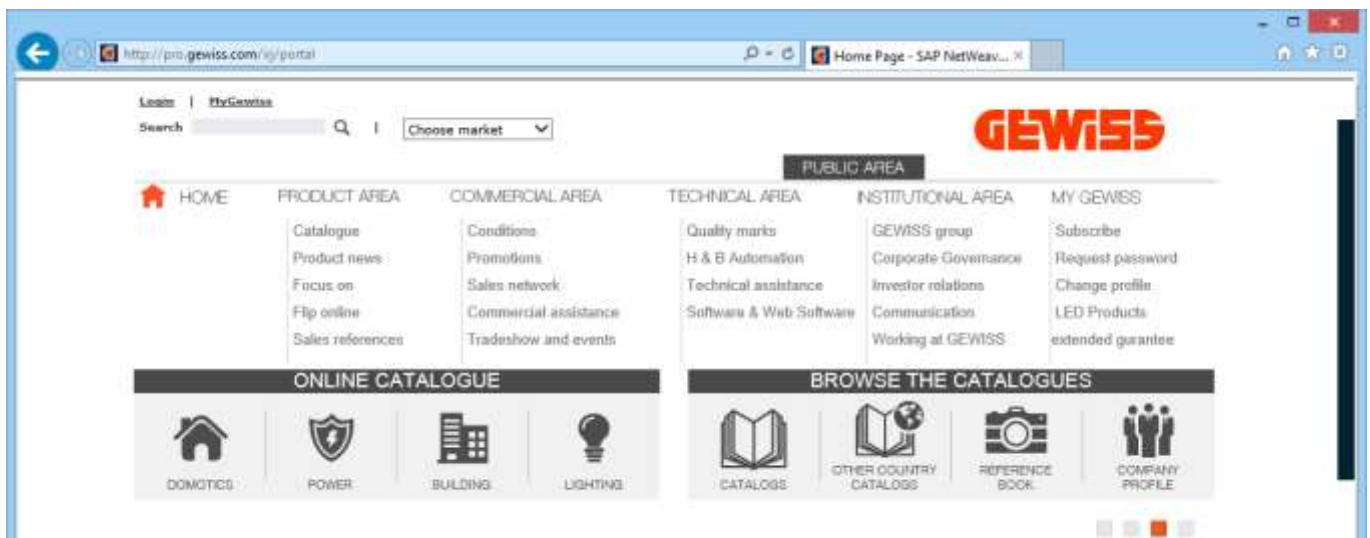 http://pro.gewiss.com/irj/portal
Home Page - SAP NetWeav...
Login | MyGewiss
Search | Choose market
GEWISS
PUBLIC AREA
HOME PRODUCT AREA COMMERCIAL AREA TECHNICAL AREA INSTITUTIONAL AREA MY GEWISS
Catalogue Conditions Quality marks GEWISS group Subscribe
Product news Promotions H & B Automation Corporate Governance Request password
Focus on Sales network Technical assistance Investor relations Change profile
Flip online Commercial assistance Software & Web Software Communication LED Products
Sales references Tradeshow and events Working at GEWISS extended gurantee
ONLINE CATALOGUE BROWSE THE CATALOGUES
DOMOTICS POWER BUILDING LIGHTING CATALOGS OTHER COUNTRY CATALOGS REFERENCE BOOK COMPANY PROFILE